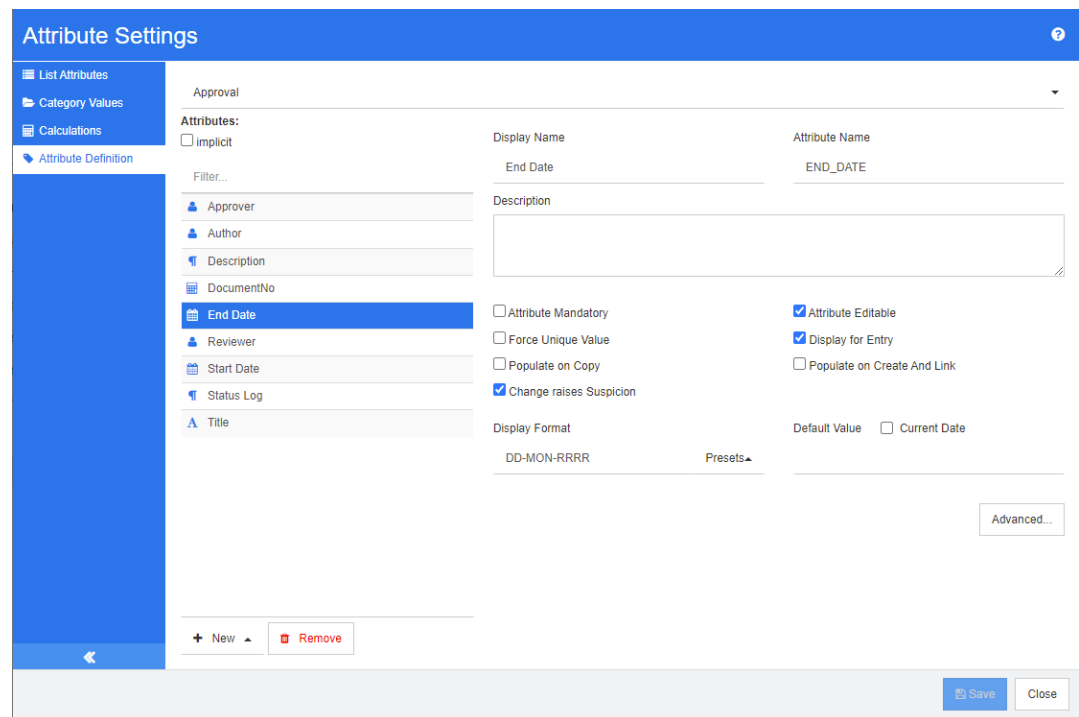 Attribute Settings
List Attributes
Category Values
Calculations
Attribute Definition
Approval
Attributes:
implicit
Filter...
Approver
Author
Description
DocumentNo
End Date
Reviewer
Start Date
Status Log
Title
New
Remove
Display Name
Attribute Name
End Date
END_DATE
Description
Attribute Mandatory
Attribute Editable
Force Unique Value
Display for Entry
Populate on Copy
Populate on Create And Link
Change raises Suspicion
Display Format
Default Value
Current Date
DD-MON-RRRR
Presets
Advanced...
Save
Close